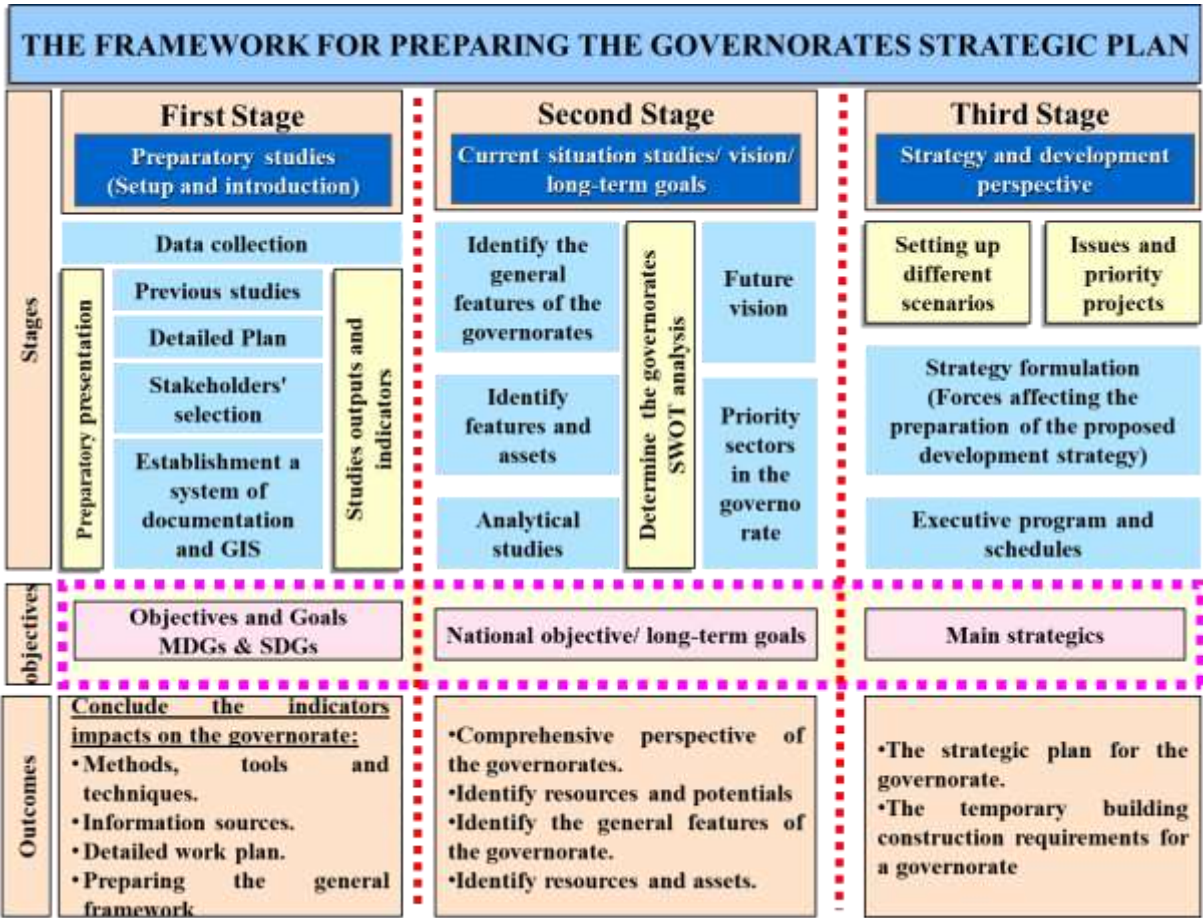 THE FRAMEWORK FOR PREPARING THE GOVERNORATES STRATEGIC PLAN
Stages
First Stage
Preparatory studies
(Setup and introduction)
Data collection
Preparatory presentation
Previous studies
Detailed Plan
Stakeholders'
selection
Establishment a
system of
documentation
and GIS
Studies outputs and
indicators
Second Stage
Current situation studies/ vision/
long-term goals
Identify the
general
features of the
governorates
Identify
features and
assets
Analytical
studies
Determine the governorates
SWOT analysis
Future
vision
Priority
sectors
in the
governo
rate
Third Stage
Strategy and development
perspective
Setting up
different
scenarios
Issues and
priority
projects
Strategy formulation
(Forces affecting the
preparation of the proposed
development strategy)
Executive program and
schedules
objectives
Objectives and Goals
MDGs & SDGs
National objective/ long-term goals
Main strategics
Outcomes
Conclude the indicators
impacts on the governorate:
•Methods, tools and
techniques.
•Information sources.
•Detailed work plan.
•Preparing the general
framework
•Comprehensive perspective of
the governorates.
•Identify resources and potentials
•Identify the general features of
the governorate.
•Identify resources and assets.
•The strategic plan for the
governorate.
•The temporary building
construction requirements for
a governorate